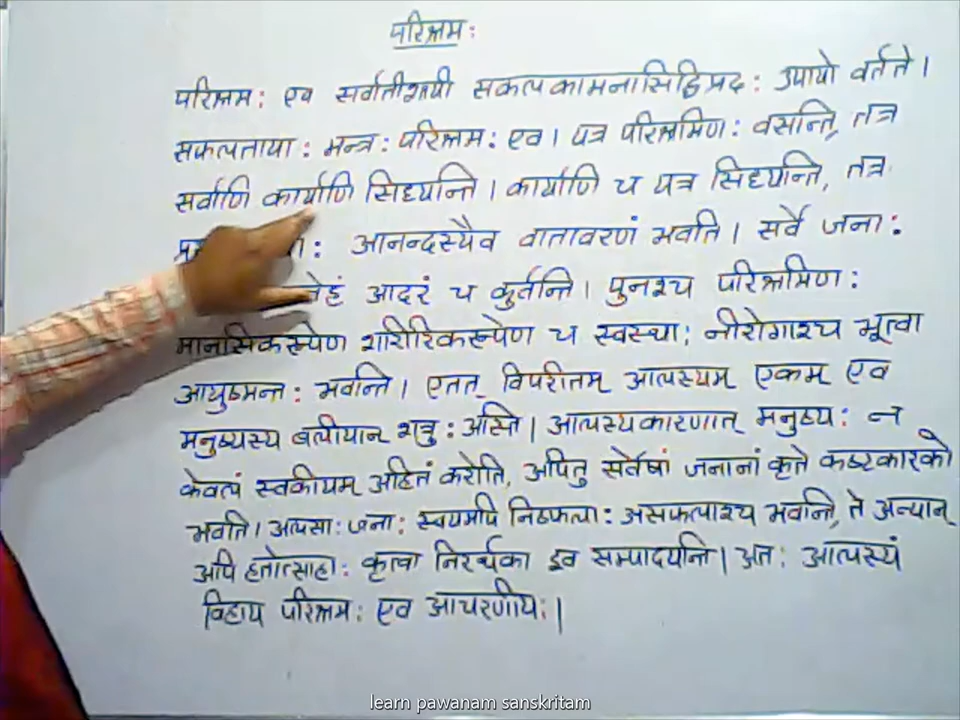 परिश्रमः
परिश्रमः एव सर्वातीशायी सकलकामनासिद्धिप्रदः उपायो वर्तते।
सफलतायाः मन्त्रः परिश्रमः एव। यत्र परिश्रमिणः वसन्ति, तत्र
सर्वाणि कार्याणि सिद्ध्यन्ति। कार्याणि च यत्र सिद्ध्यन्ति, तत्र
आनन्दस्यैव वातावरणं भवति। सर्वे जनाः
आदरं च कुर्वन्ति। पुनश्च परिश्रमिणः
मानसिकरूपेण शारीरिकरूपेण च स्वस्थाः नीरोगाश्च भूत्वा
आयुष्मन्तः भवन्ति। एतत् विपरीतम् आलस्यम् एकम् एव
मनुष्यस्य बलीयान् शत्रुः अस्ति। आलस्यकारणात् मनुष्यः न
केवलं स्वकीयम् अहितं करोति, अपितु सर्वेषां जनानां कृते कष्टकारको
भवति। आलसाः जनाः स्वयमपि निष्फलाः असफलाश्च भवन्ति, ते अन्यान्
अपि हतोत्साहाः कृत्वा निरर्थका इव सम्पादयन्ति। अतः आलस्यं
विहाय परिश्रमः एव आचरणीयः।
learn pawanam sanskritam